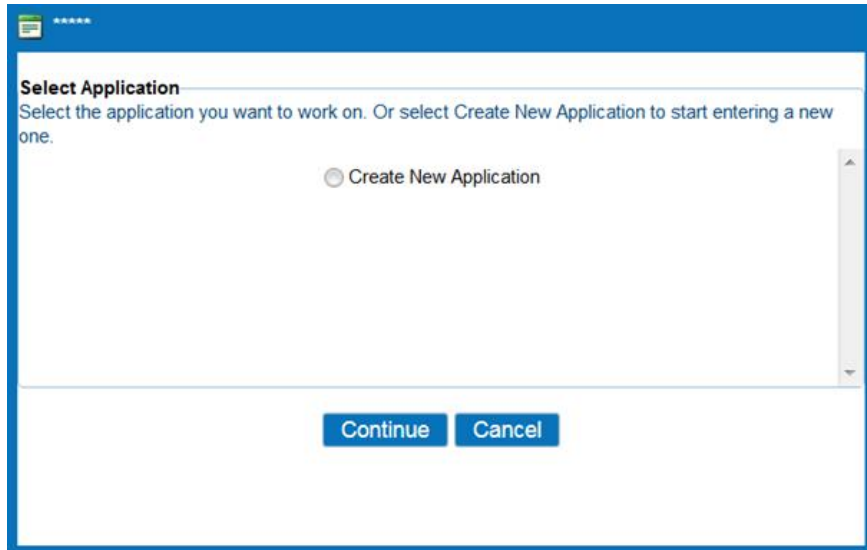 *****
Select Application
Select the application you want to work on. Or select Create New Application to start entering a new
one.
Create New Application
Continue Cancel